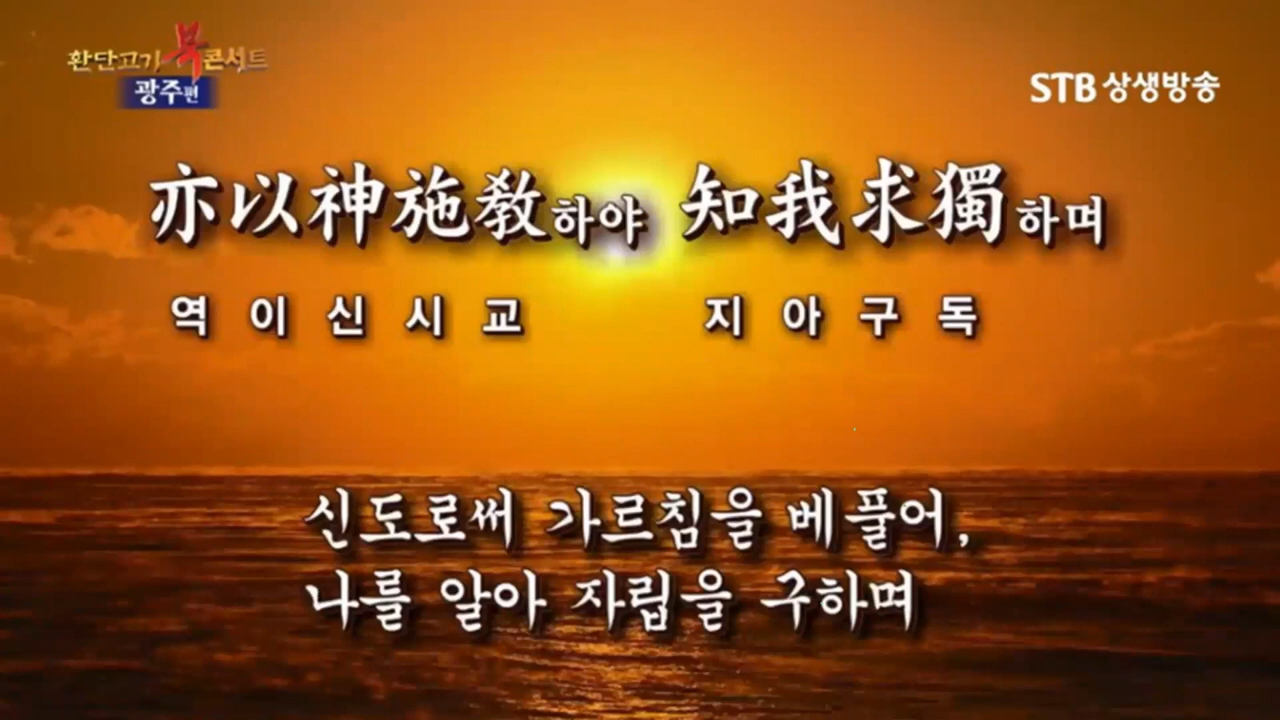 환단고기 북콘서트
광주편
STB 상생방송
亦以神施敎하야 知我求獨하며
역이신시교 지아구독
신도로써 가르침을 베풀어,
나를 알아 자립을 구하며